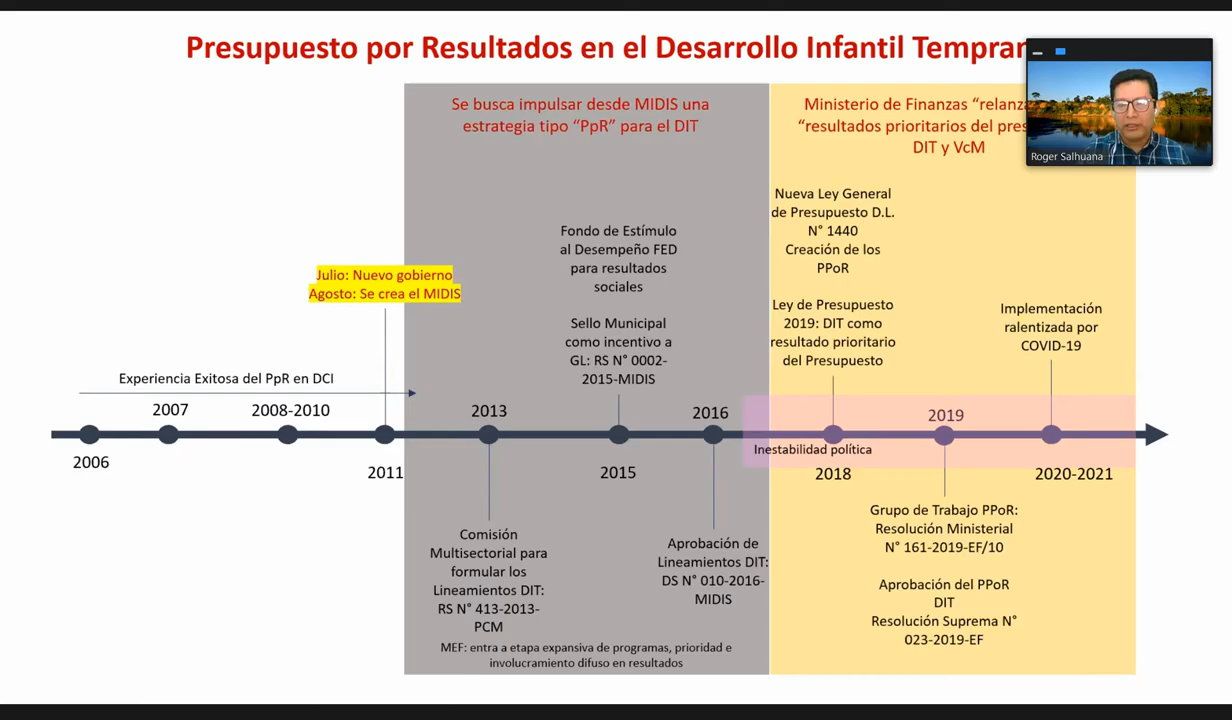 Presupuesto por Resultados en el Desarrollo Infantil
Se busca impulsar desde MIDIS una
estrategia tipo “PpR” para el DIT
Ministerio de Finanzas
“resultados prioritarios del
DIT y VcM
Roger Salhuana
Nueva Ley General
de Presupuesto D.L.
N° 1440
Creación de los
PPoR
Fondo de Estímulo
al Desempeño FED
para resultados
sociales
Julio: Nuevo gobierno
Agosto: Se crea el MIDIS
Ley de Presupuesto
2019: DIT como
resultado prioritario
del Presupuesto
Implementación
ralentizada por
COVID-19
Sello Municipal
como incentivo a
GL: RS N° 0002-
2015-MIDIS
Experiencia Exitosa del PpR en DCI
2006
2007
2008-2010
2011
2013
2015
2016
Inestabilidad política
2018
2019
2020-2021
Comisión
Multisectorial para
formular los
Lineamientos DIT:
RS N° 413-2013-
PCM
Aprobación de
Lineamientos DIT:
DS N° 010-2016-
MIDIS
Grupo de Trabajo PPoR:
Resolución Ministerial
N° 161-2019-EF/10
Aprobación del PPoR
DIT
Resolución Suprema N°
023-2019-EF
MEF: entra a etapa expansiva de programas, prioridad e
involucramiento difuso en resultados